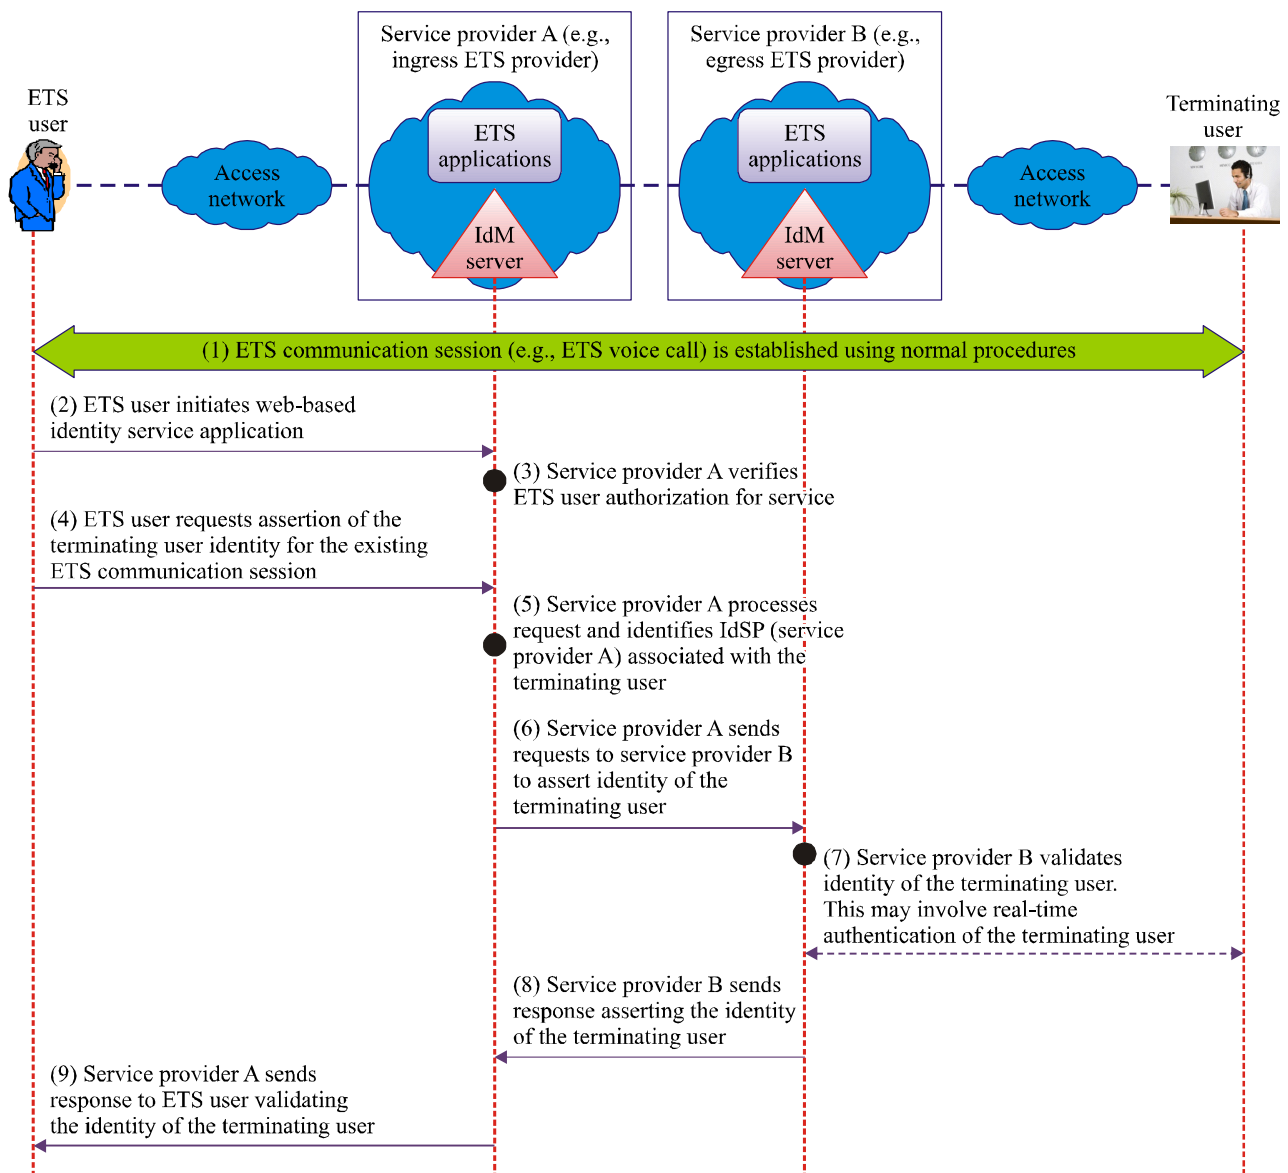 Service provider A (e.g.,
ingress ETS provider)
Service provider B (e.g.,
egress ETS provider)
ETS
user
Terminating
user
ETS
applications
ETS
applications
Access
network
Access
network
IdM
server
IdM
server
(1) ETS communication session (e.g., ETS voice call) is established using normal procedures
(2) ETS user initiates web-based
identity service application
(3) Service provider A verifies
ETS user authorization for service
(4) ETS user requests assertion of the
terminating user identity for the existing
ETS communication session
(5) Service provider A processes
request and identifies IdSP (service
provider A) associated with the
terminating user
(6) Service provider A sends
requests to service provider B
to assert identity of the
terminating user
(7) Service provider B validates
identity of the terminating user.
This may involve real-time
authentication of the terminating user
(8) Service provider B sends
response asserting the identity
of the terminating user
(9) Service provider A sends
response to ETS user validating
the identity of the terminating user